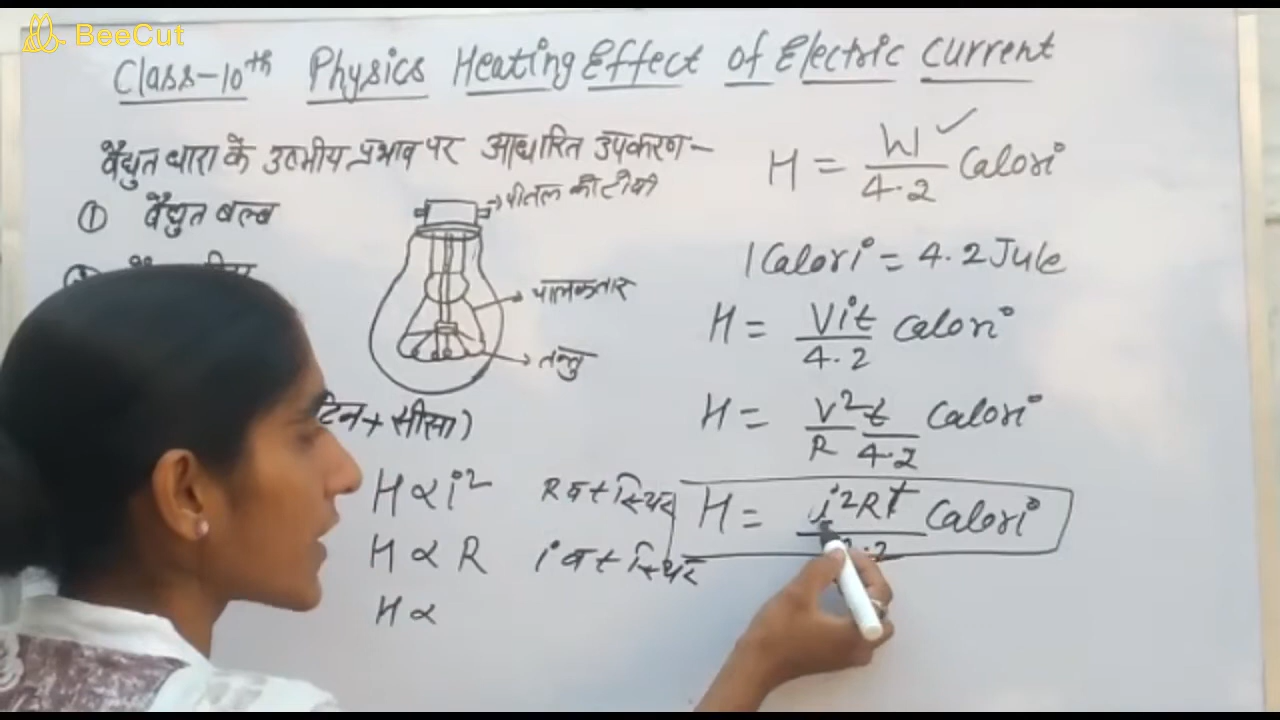 BeeCut
Class-10th Physics Heating Effect of Electric Current
वैद्युत धारा के उष्मीय प्रभाव पर आधारित उपकरण-
① वैद्युत बल्ब
पीतल की टोपी
तन्तु
टिन + सीसा)
H ∝ i² R व t स्थिर
H ∝ R i व t स्थिर
H ∝
H = W/4.2 Calori ✓
1 Calori = 4.2 Jule
H = Vit/4.2 Calori
H = V²/R t/4.2 Calori
H = i²Rt/4.2 Calori